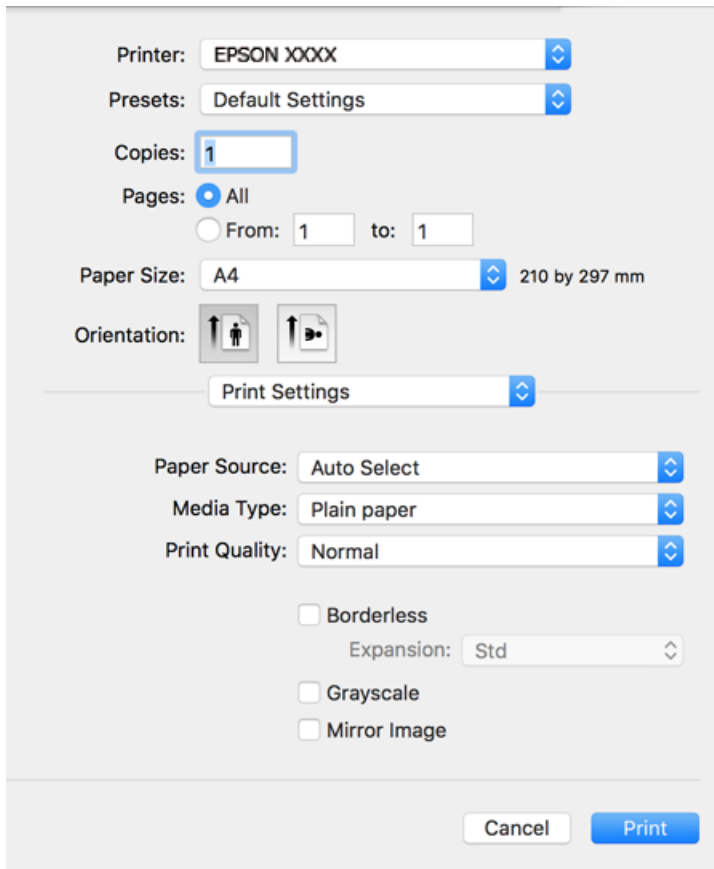 Printer: EPSON XXXX
Presets: Default Settings
Copies: 1
Pages: All
From: 1 to: 1
Paper Size: A4 210 by 297 mm
Orientation:
Print Settings
Paper Source: Auto Select
Media Type: Plain paper
Print Quality: Normal
Borderless
Expansion: Std
Grayscale
Mirror Image
Cancel Print